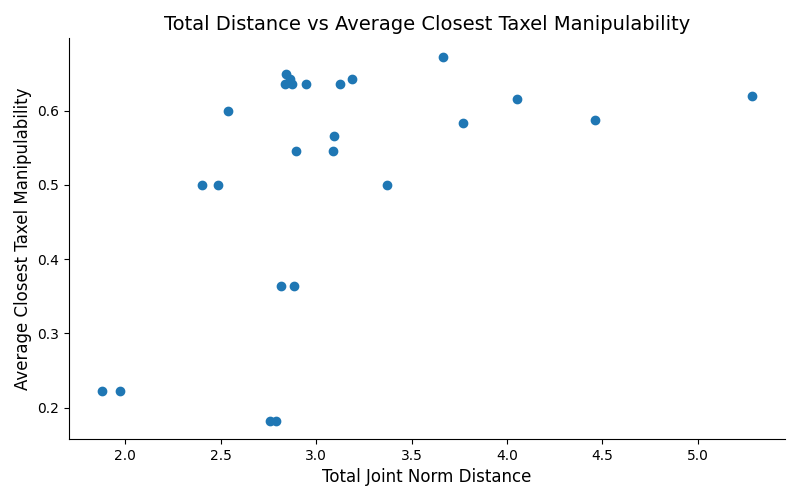 Total Distance vs Average Closest Taxel Manipulability
Average Closest Taxel Manipulability
0.6
0.5
0.4
0.3
0.2
2.0 2.5 3.0 3.5 4.0 4.5 5.0
Total Joint Norm Distance